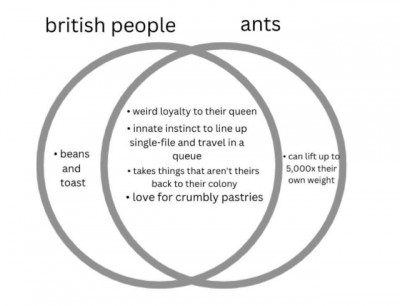 british people
ants
• beans
and
toast
• weird loyalty to their queen
• innate instinct to line up
single-file and travel in a
queue
• takes things that aren't theirs
back to their colony
• love for crumbly pastries
• can lift up to
5,000x their
own weight